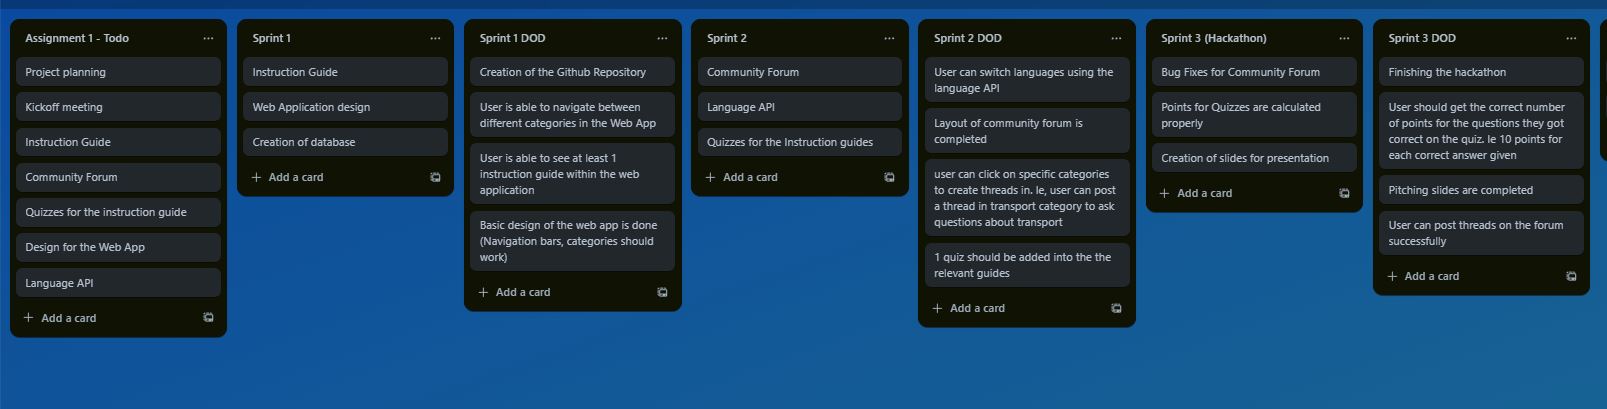 Assignment 1 - Todo
Project planning
Kickoff meeting
Instruction Guide
Community Forum
Quizzes for the instruction guide
Design for the Web App
Language API
Add a card
Sprint 1
Instruction Guide
Web Application design
Creation of database
Add a card
Sprint 1 DOD
Creation of the Github Repository
User is able to navigate between
different categories in the Web App
User is able to see at least 1
instruction guide within the web
application
Basic design of the web app is done
(Navigation bars, categories should
work)
Add a card
Sprint 2
Community Forum
Language API
Quizzes for the Instruction guides
Add a card
Sprint 2 DOD
User can switch languages using the
language API
Layout of community forum is
completed
user can click on specific categories
to create threads in. Ie, user can post
a thread in transport category to ask
questions about transport
1 quiz should be added into the the
relevant guides
Add a card
Sprint 3 (Hackathon)
Bug Fixes for Community Forum
Points for Quizzes are calculated
properly
Creation of slides for presentation
Add a card
Sprint 3 DOD
Finishing the hackathon
User should get the correct number
of points for the questions they got
correct on the quiz. Ie 10 points for
each correct answer given
Pitching slides are completed
User can post threads on the forum
successfully
Add a card